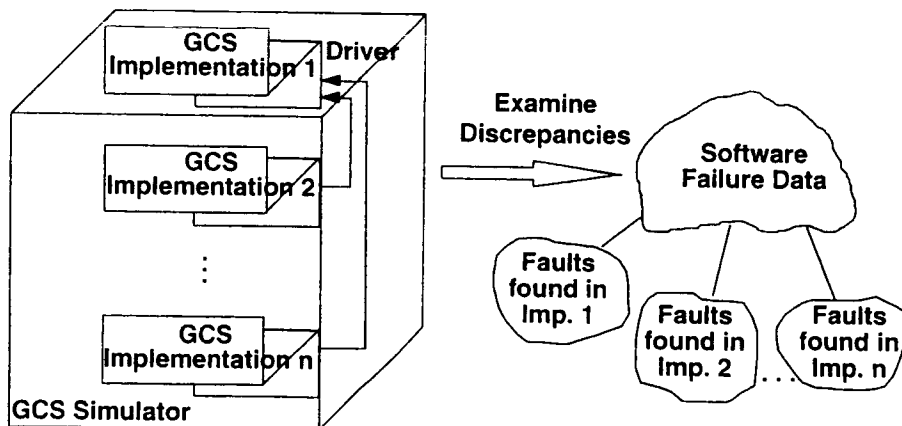 GCS
Implementation 1
Driver
GCS
Implementation 2
⋮
GCS
Implementation n
GCS Simulator
Examine
Discrepancies
Software
Failure Data
Faults
found in
Imp. 1
Faults
found in
Imp. 2
...
Faults
found in
Imp. n